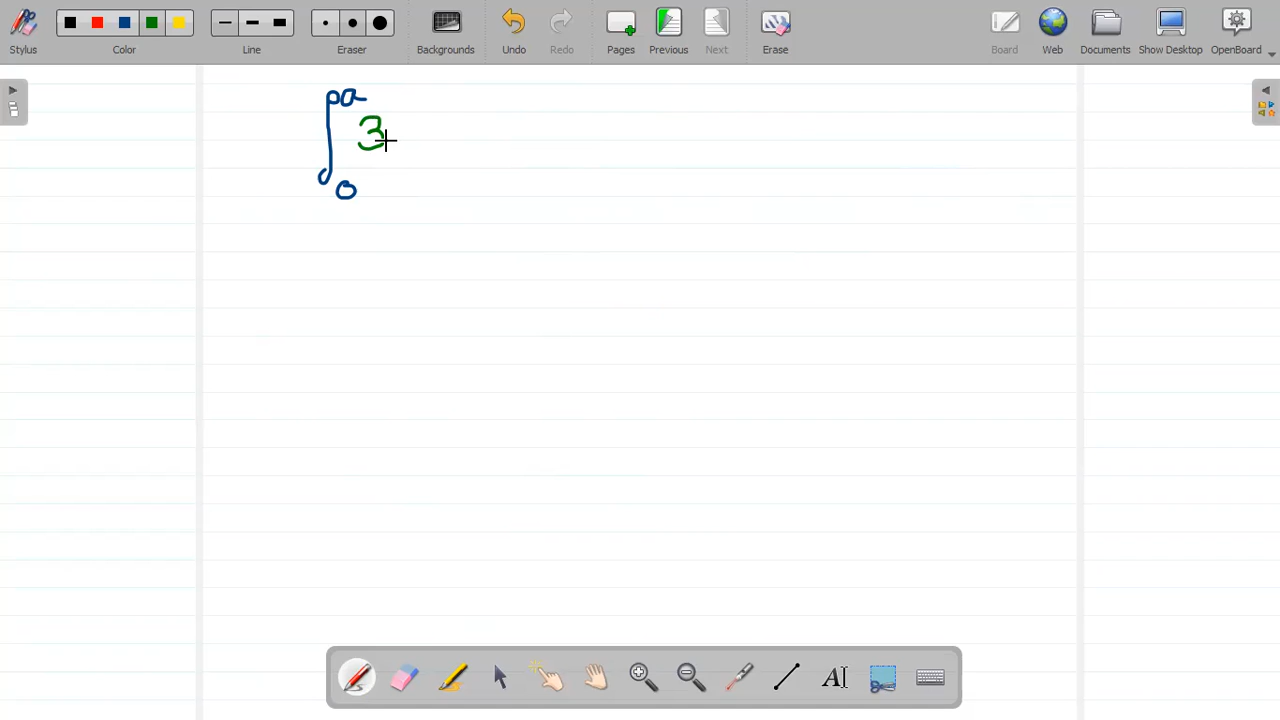 Stylus Color Line Eraser Backgrounds Undo Redo Pages Previous Next Erase Board Web Documents Show Desktop OpenBoard
∫ a
3
0